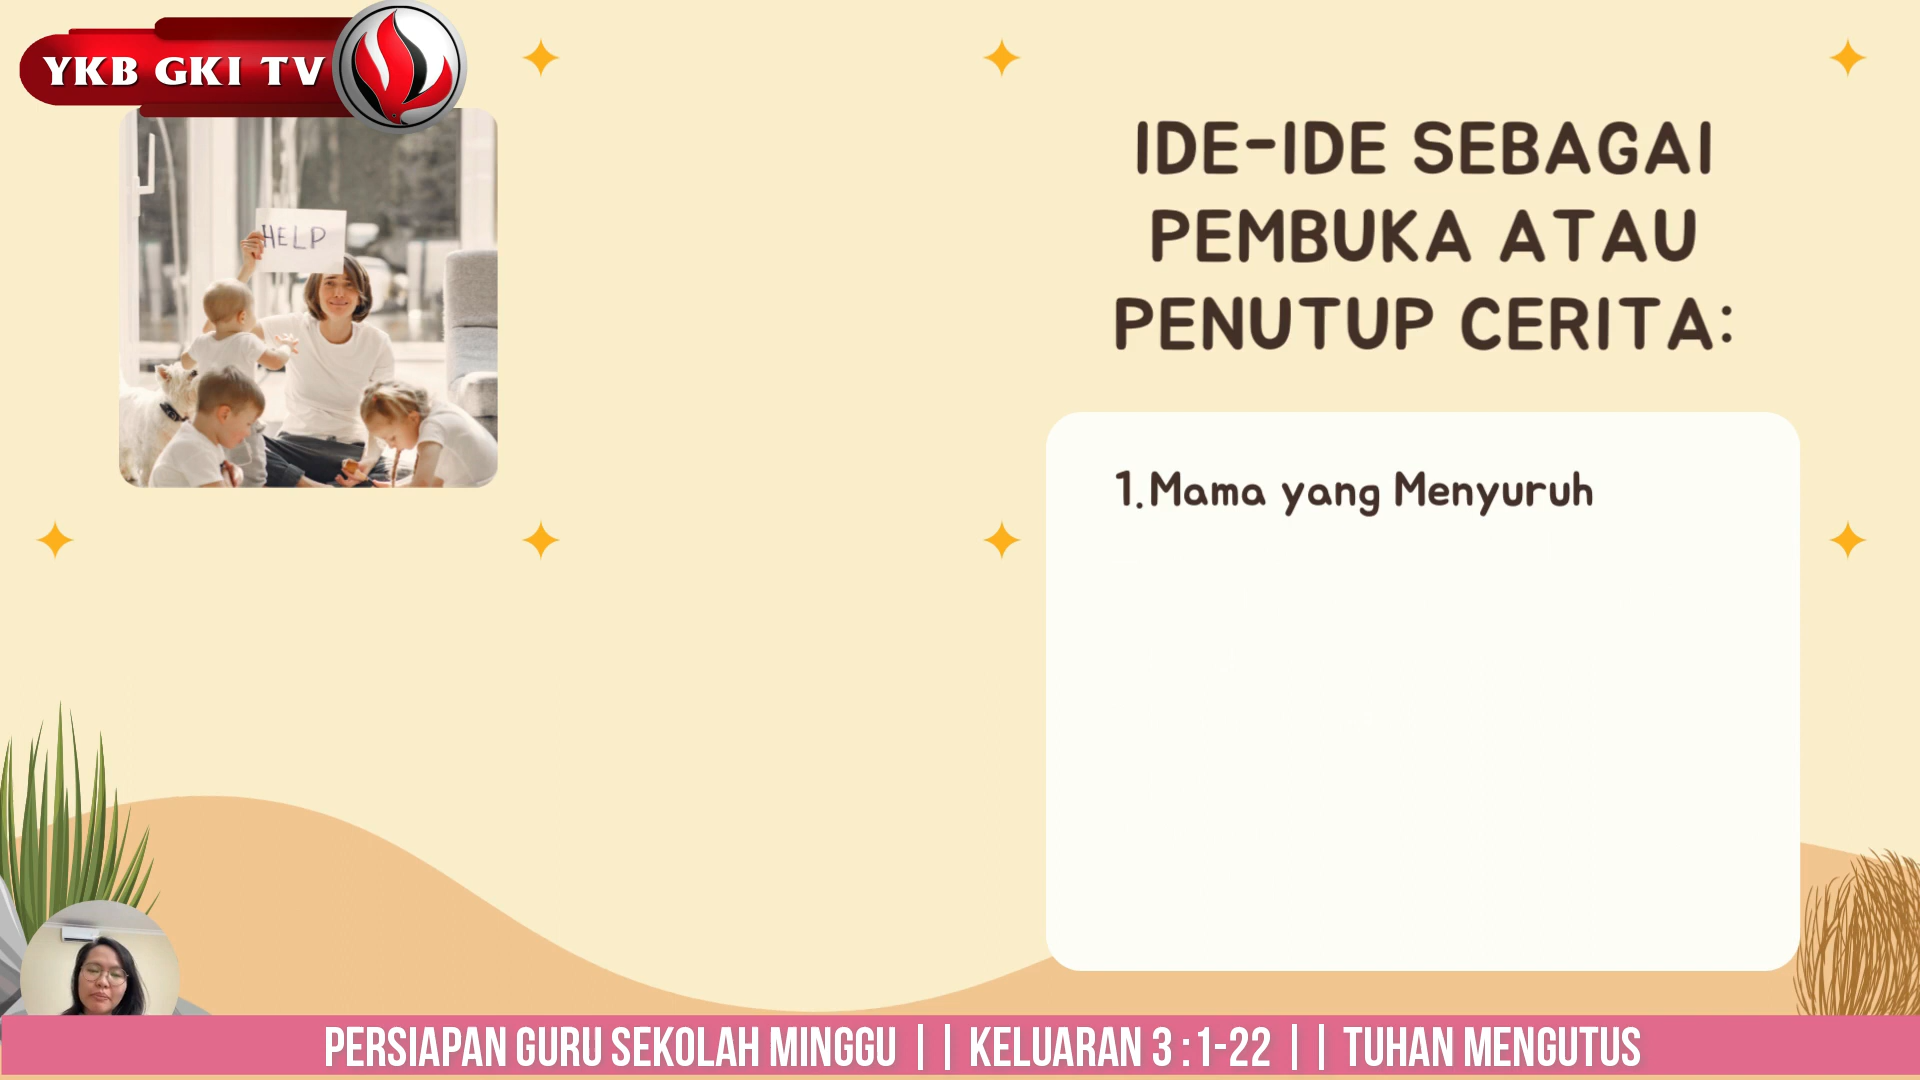 YKB GKI TV
HELP
IDE-IDE SEBAGAI
PEMBUKA ATAU
PENUTUP CERITA:
1.Mama yang Menyuruh
PERSIAPAN GURU SEKOLAH MINGGU || KELUARAN 3 :1-22 || TUHAN MENGUTUS